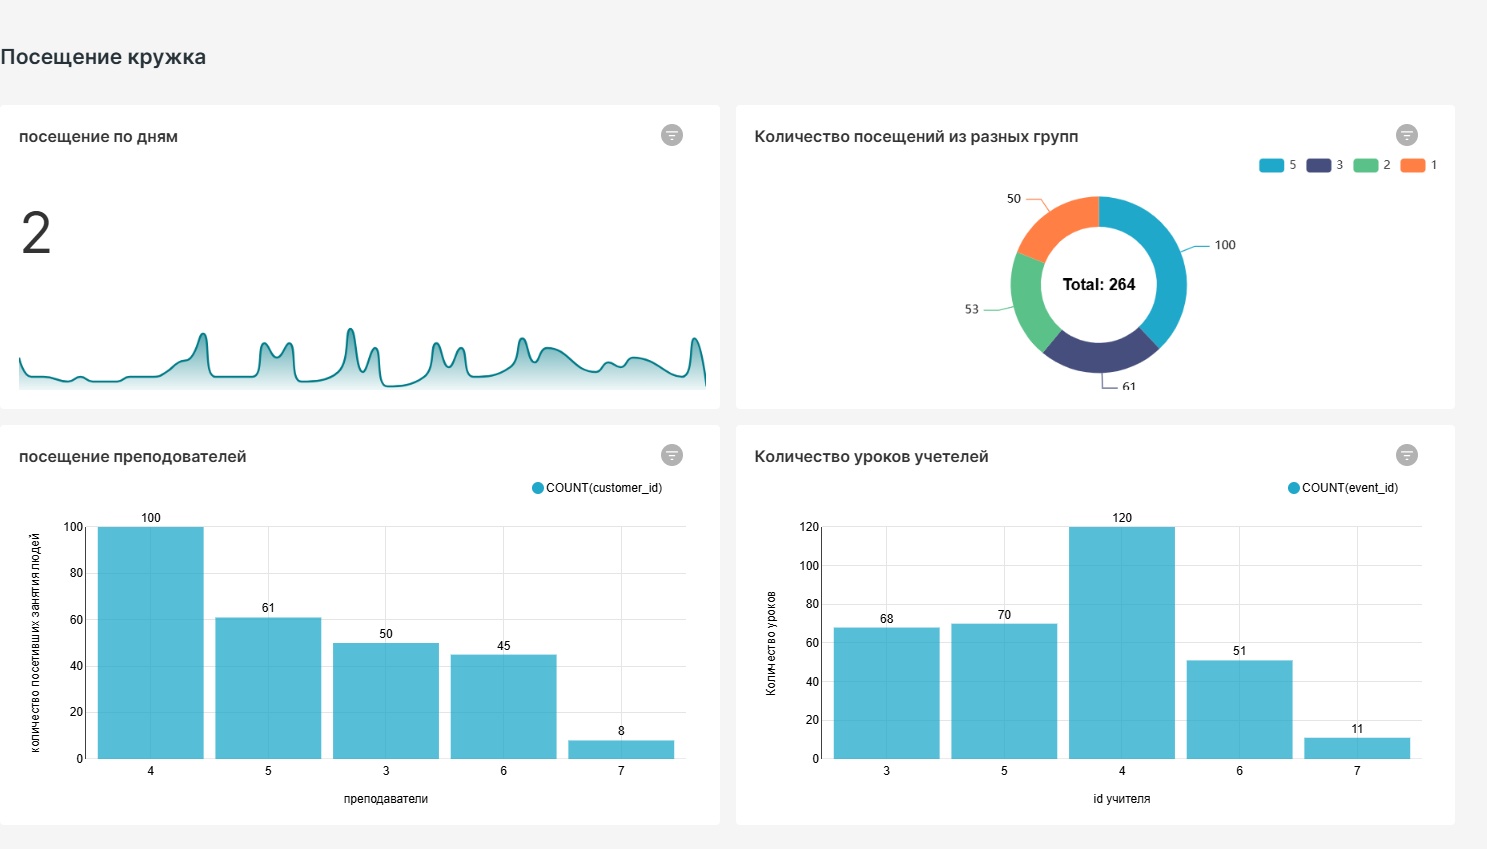 Посещение кружка
посещение по дням
2
Количество посещений из разных групп
5 3 2 1
50
100
Total: 264
53
61
посещение преподователей
COUNT(customer_id)
количество посетивших занятия людей
100
80
60
40
20
0
100
61
50
45
8
4 5 3 6 7
преподаватели
Количество уроков учетелей
COUNT(event_id)
Количество уроков
120
100
80
60
40
20
0
68
70
120
51
11
3 5 4 6 7
id учителя